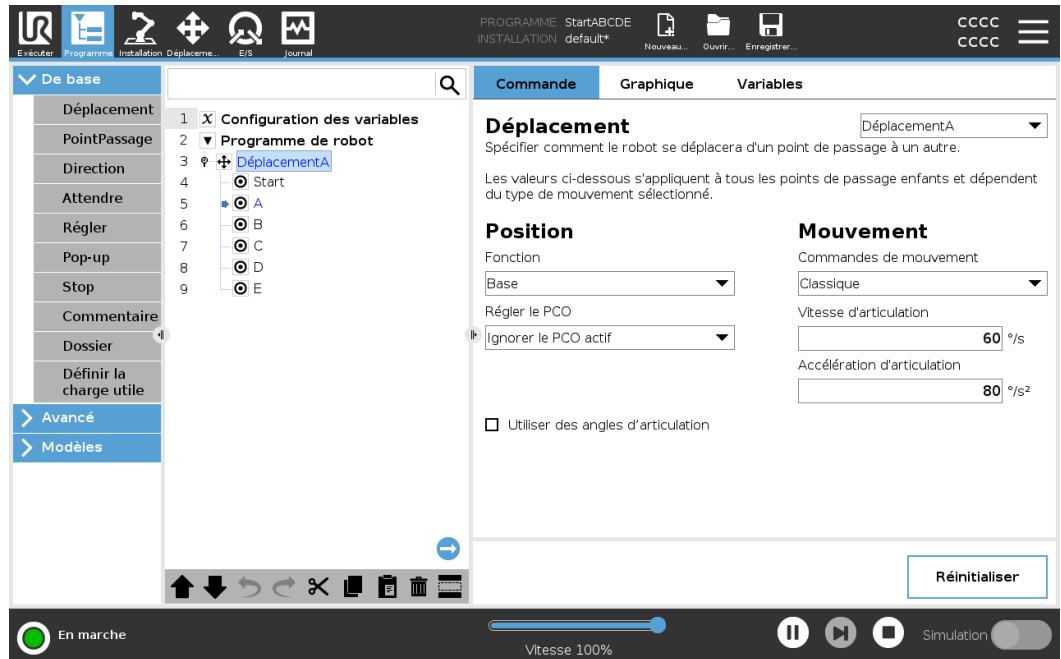 UR
PROGRAMME StartABCDE
INSTALLATION default*
CCCC
CCCC
Exécuter
Programme
Installation
Déplaceme...
E/S
Journal
Nouveau...
Ouvrir...
Enregistrer...
De base
Déplacement
PointPassage
Direction
Attendre
Régler
Pop-up
Stop
Commentaire
Dossier
Définir la
charge utile
Avancé
Modèles
1 X Configuration des variables
2 Programme de robot
3 DéplacementA
4 Start
5 A
6 B
7 C
8 D
9 E
Commande
Graphique
Variables
Déplacement
DéplacementA
Spécifier comment le robot se déplacera d'un point de passage à un autre.
Les valeurs ci-dessous s'appliquent à tous les points de passage enfants et dépendent
du type de mouvement sélectionné.
Position
Fonction
Base
Régler le PCO
Ignorer le PCO actif
Utiliser des angles d'articulation
Mouvement
Commandes de mouvement
Classique
Vitesse d'articulation
60 °/s
Accélération d'articulation
80 °/s²
Réinitialiser
En marche
Vitesse 100%
Simulation